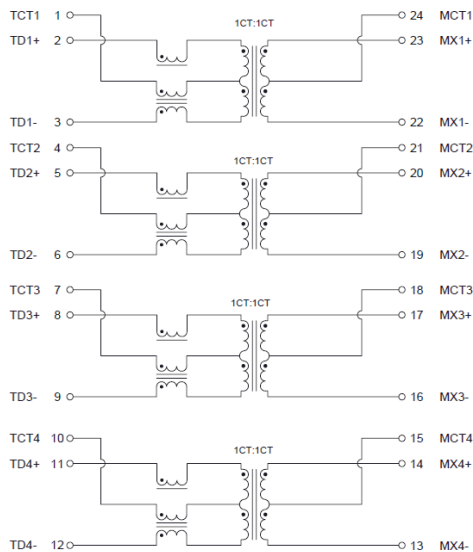 TCT1 1 24 MCT1
1CT:1CT
TD1+ 2 23 MX1+
TD1- 3 22 MX1-
TCT2 4 21 MCT2
1CT:1CT
TD2+ 5 20 MX2+
TD2- 6 19 MX2-
TCT3 7 18 MCT3
1CT:1CT
TD3+ 8 17 MX3+
TD3- 9 16 MX3-
TCT4 10 15 MCT4
1CT:1CT
TD4+ 11 14 MX4+
TD4- 12 13 MX4-